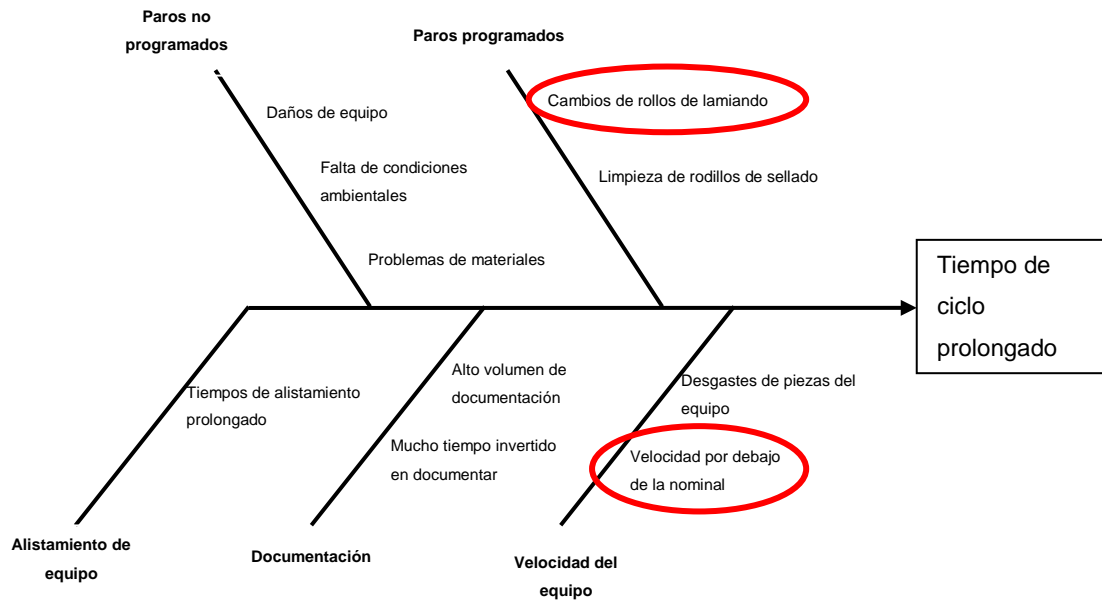 Paros no
programados
Paros programados
Daños de equipo
Falta de condiciones
ambientales
Problemas de materiales
Cambios de rollos de lamiando
Limpieza de rodillos de sellado
Tiempo de
ciclo
prolongado
Tiempos de alistamiento
prolongado
Alto volumen de
documentación
Mucho tiempo invertido
en documentar
Desgastes de piezas del
equipo
Velocidad por debajo
de la nominal
Alistamiento de
equipo
Documentación
Velocidad del
equipo